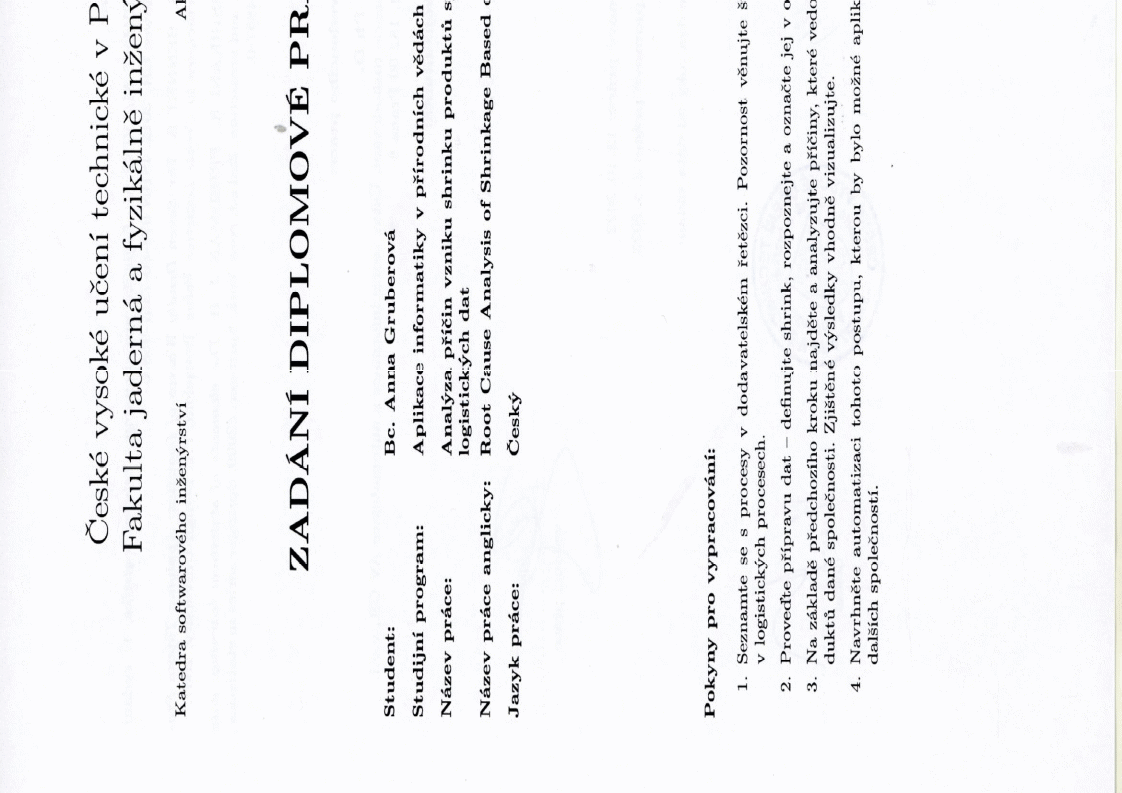 České vysoké učení technické v P
Fakulta jaderná a fyzikálně inžený
Katedra softwarového inženýrství
ZADÁNÍ DIPLOMOVÉ PR
Student: Bc. Anna Gruberová
Studijní program: Aplikace informatiky v přírodních vědách
Název práce: Analýza příčin vzniku shrinku produktů s
logistických dat
Název práce anglicky: Root Cause Analysis of Shrinkage Based
Jazyk práce: Český
Pokyny pro vypracování:
1. Seznamte se s procesy v dodavatelském řetězci. Pozornost věnujte š
v logistických procesech.
2. Proveďte přípravu dat – definujte shrink, rozpoznejte a označte jej v o
3. Na základě předchozího kroku najděte a analyzujte příčiny, které vedo
duktů dané společnosti. Zjištěné výsledky vhodně vizualizujte.
4. Navrhněte automatizaci tohoto postupu, kterou by bylo možné aplik
dalších společností.